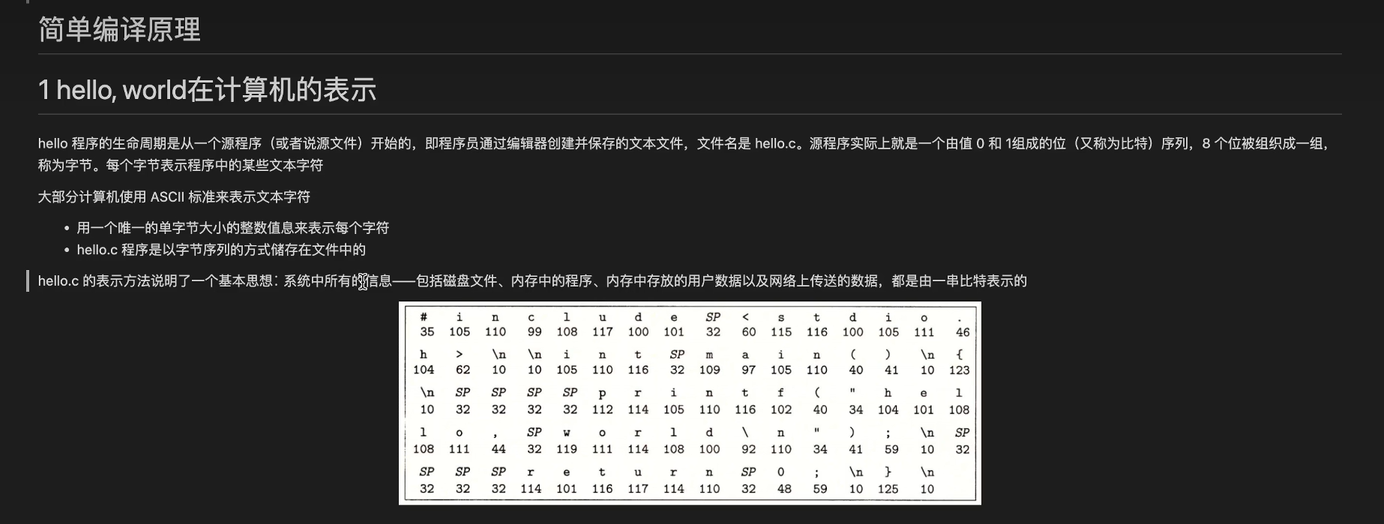 简单编译原理
1 hello, world在计算机的表示
hello 程序的生命周期是从一个源程序（或者说源文件）开始的，即程序员通过编辑器创建并保存的文本文件，文件名是 hello.c。源程序实际上就是一个由值 0 和 1组成的位（又称为比特）序列，8 个位被组织成一组，
称为字节。每个字节表示程序中的某些文本字符
大部分计算机使用 ASCII 标准来表示文本字符
• 用一个唯一的单字节大小的整数值息来表示每个字符
• hello.c 程序是以字节序列的方式储存在文件中的
hello.c 的表示方法说明了一个基本思想：系统中所有的信息——包括磁盘文件、内存中的程序、内存中存放的用户数据以及网络上传送的数据，都是由一串比特表示的
# i n c l u d e SP < s t d i o .
35 105 110 99 108 117 100 101 32 60 115 116 100 105 111 46
h > \n \n i n t SP m a i n ( ) \n {
104 62 10 10 105 110 116 32 109 97 105 110 40 41 10 123
\n SP SP SP SP p r i n t f ( " h e l
10 32 32 32 32 112 114 105 110 116 102 40 34 104 101 108
l o , SP w o r l d \ n " ) ; \n SP
108 111 44 32 119 111 114 108 100 92 110 34 41 59 10 32
SP SP SP r e t u r n SP 0 ; \n } \n
32 32 32 114 101 116 117 114 110 32 48 59 10 125 10